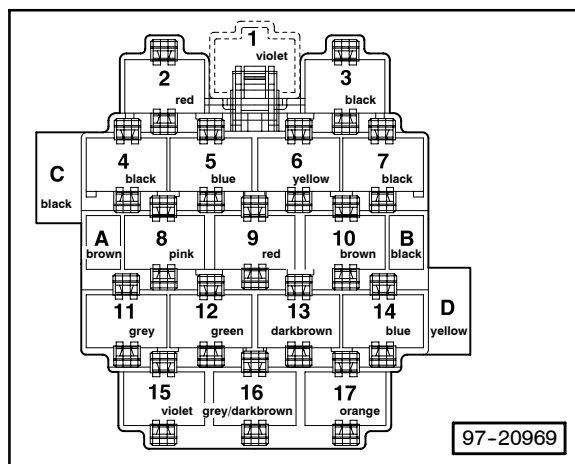 1
violet
2
red
3
black
C
black
4
black
5
blue
6
yellow
7
black
A
brown
8
pink
9
red
10
brown
B
black
11
grey
12
green
13
darkbrown
14
blue
D
yellow
15
violet
16
grey/darkbrown
17
orange
97-20969